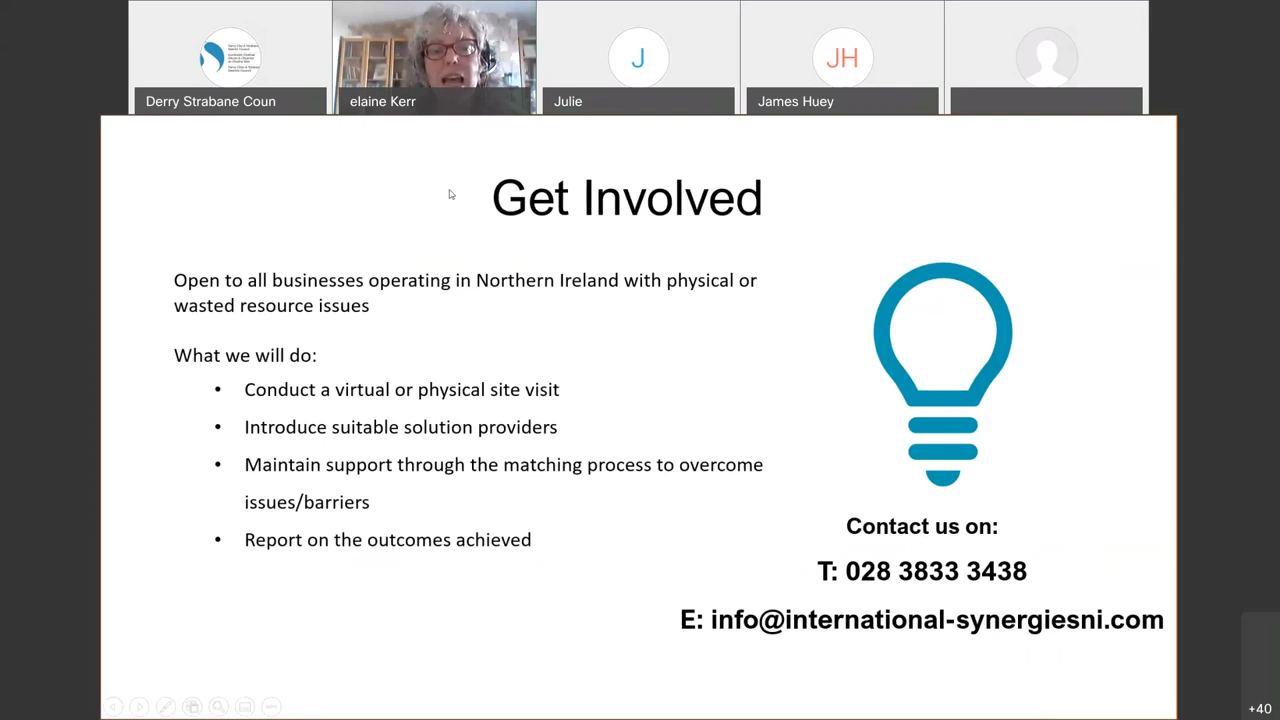 Derry Strabane Coun
elaine Kerr
J
Julie
JH
James Huey
Get Involved
Open to all businesses operating in Northern Ireland with physical or
wasted resource issues
What we will do:
• Conduct a virtual or physical site visit
• Introduce suitable solution providers
• Maintain support through the matching process to overcome
issues/barriers
• Report on the outcomes achieved
Contact us on:
T: 028 3833 3438
E: info@international-synergiesni.com
+40